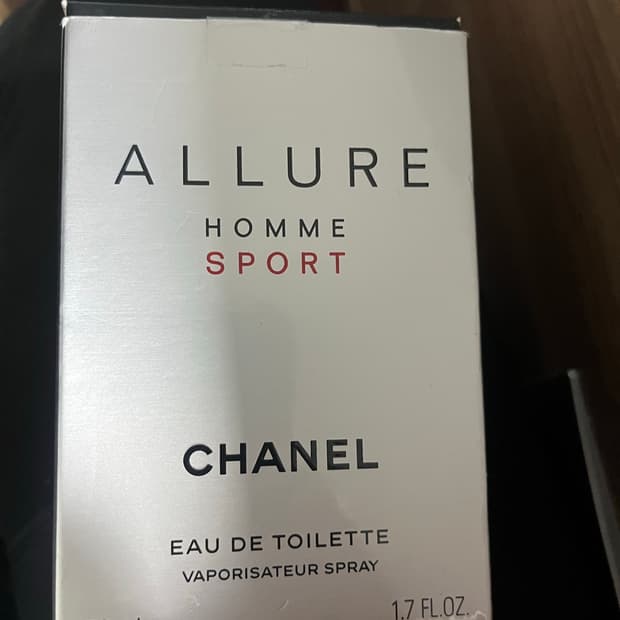 ALLURE
HOMME
SPORT
CHANEL
EAU DE TOILETTE
VAPORISATEUR SPRAY
1.7 FL.OZ.